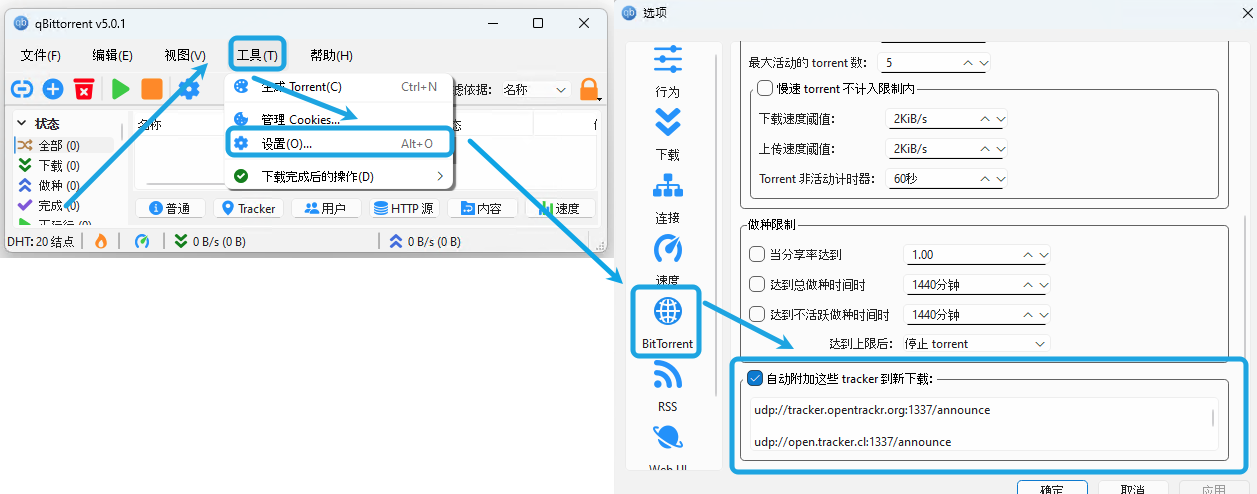 qBittorrent v5.0.1
文件(F) 编辑(E) 视图(V) 工具(T) 帮助(H)
生成 Torrent(C) Ctrl+N
管理 Cookies...
设置(O)... Alt+O
下载完成后的操作(D)
依据: 名称
状态
全部 (0)
下载 (0)
做种 (0)
完成 (0)
正运行 (0)
名称
普通 Tracker 用户 HTTP 源 内容 速度
DHT: 20 结点 0 B/s (0 B) 0 B/s (0 B)
选项
行为
下载
连接
速度
BitTorrent
RSS
Web UI
最大活动的 torrent 数: 5
慢速 torrent 不计入限制内
下载速度阈值: 2KiB/s
上传速度阈值: 2KiB/s
Torrent 非活动计时器: 60秒
做种限制
当分享率达到 1.00
达到总做种时间时 1440分钟
达到不活跃做种时间时 1440分钟
达到上限后: 停止 torrent
自动附加这些 tracker 到新下载:
udp://tracker.opentrackr.org:1337/announce
udp://open.tracker.cl:1337/announce
确定 取消 应用